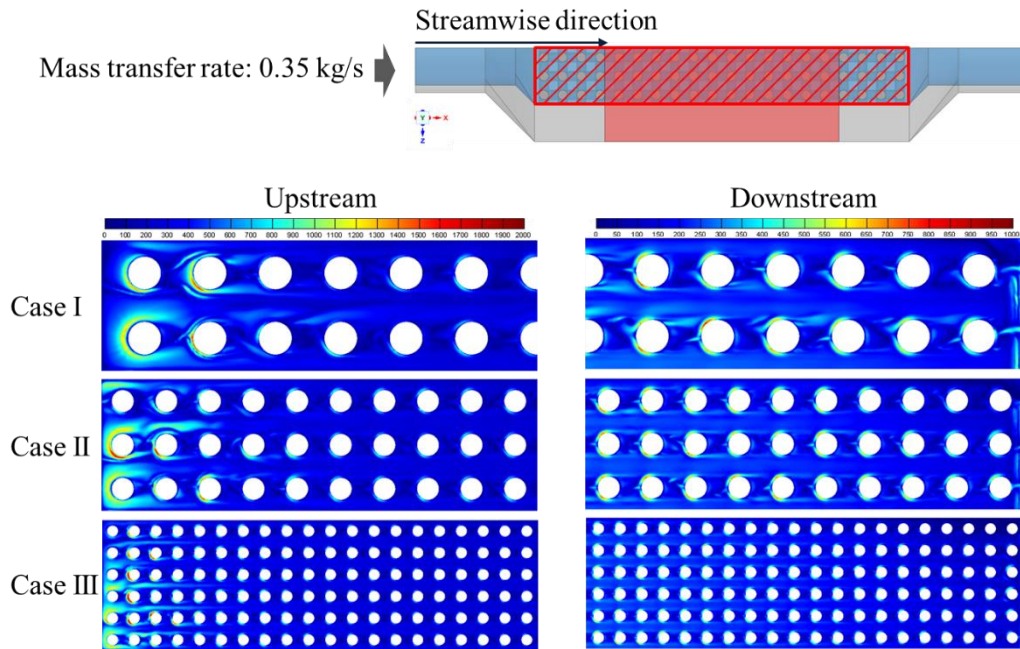 Streamwise direction
Mass transfer rate: 0.35 kg/s
Y X
Z
Upstream Downstream
0 100 200 300 400 500 600 700 800 900 1000 1100 1200 1300 1400 1500 1600 1700 1800 1900 2000
0 50 100 150 200 250 300 350 400 450 500 550 600 650 700 750 800 850 900 950 1000
Case I
Case II
Case III